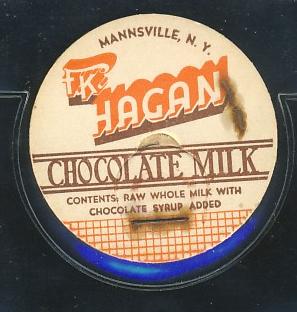 MANNSVILLE, N. Y.
F.K.
HAGAN
CHOCOLATE MILK
CONTENTS: RAW WHOLE MILK WITH
CHOCOLATE SYRUP ADDED